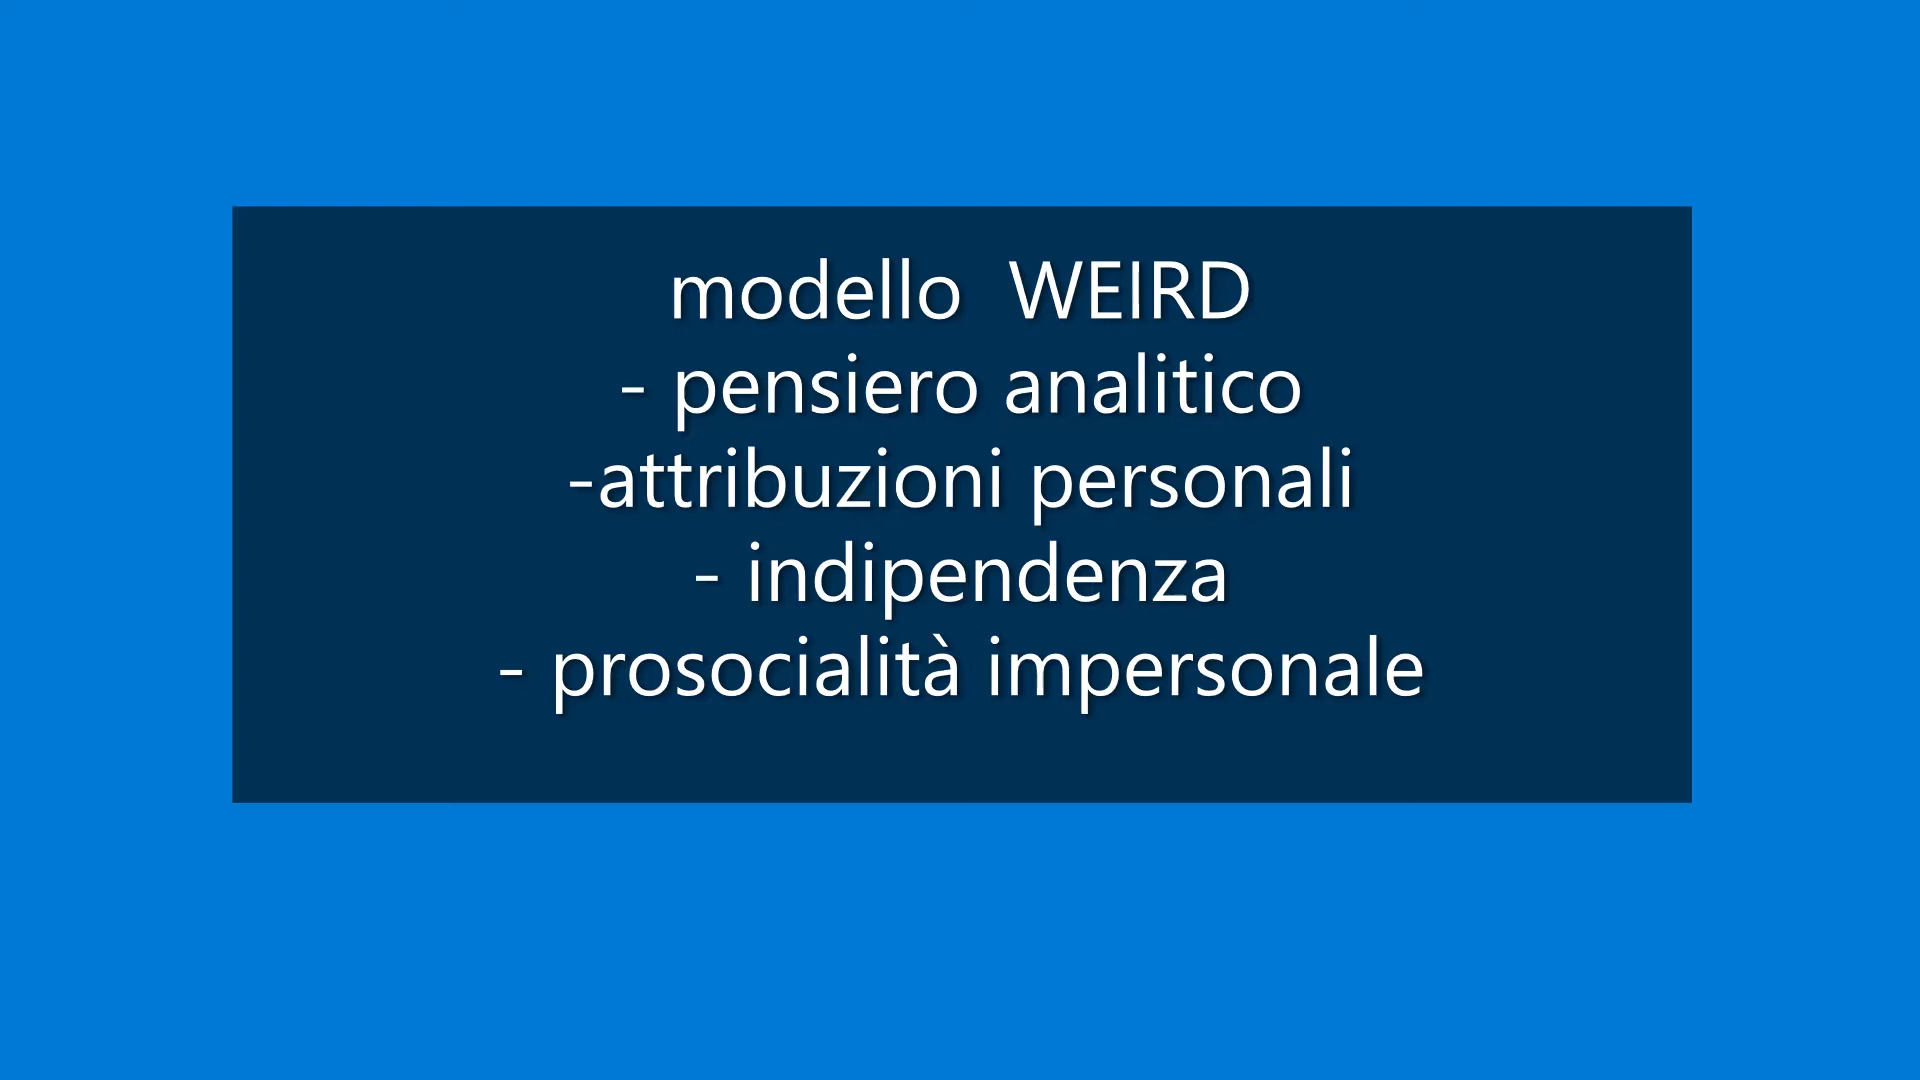 modello  WEIRD
- pensiero analitico
-attribuzioni personali
- indipendenza
- prosocialità impersonale